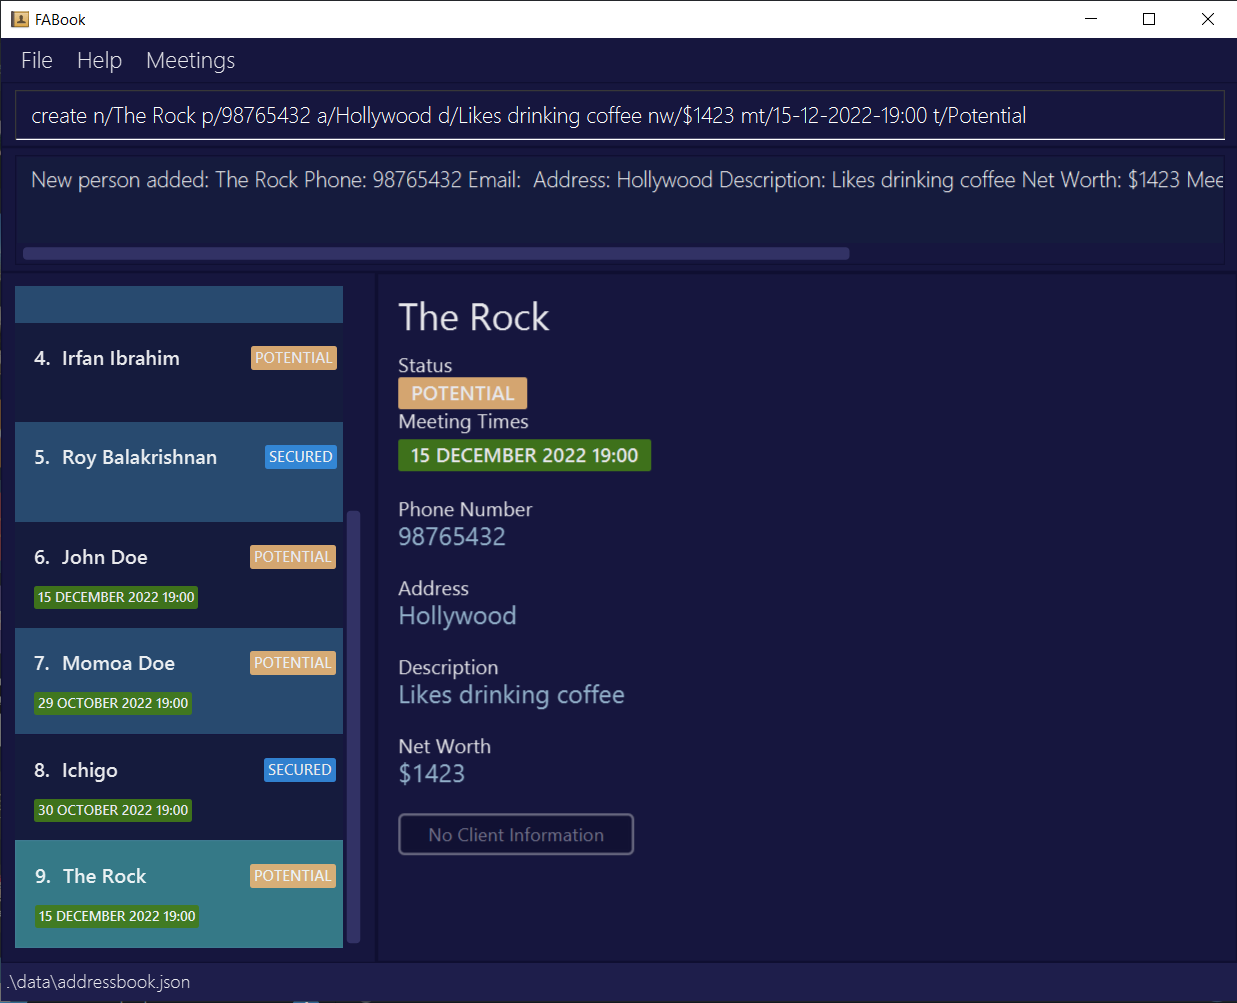 FABook
File Help Meetings
create n/The Rock p/98765432 a/Hollywood d/Likes drinking coffee nw/$1423 mt/15-12-2022-19:00 t/Potential
New person added: The Rock Phone: 98765432 Email: Address: Hollywood Description: Likes drinking coffee Net Worth: $1423 Mee
4. Irfan Ibrahim POTENTIAL
5. Roy Balakrishnan SECURED
6. John Doe POTENTIAL
15 DECEMBER 2022 19:00
7. Momoa Doe POTENTIAL
29 OCTOBER 2022 19:00
8. Ichigo SECURED
30 OCTOBER 2022 19:00
9. The Rock POTENTIAL
15 DECEMBER 2022 19:00
The Rock
Status
POTENTIAL
Meeting Times
15 DECEMBER 2022 19:00
Phone Number
98765432
Address
Hollywood
Description
Likes drinking coffee
Net Worth
$1423
No Client Information
.\data\addressbook.json